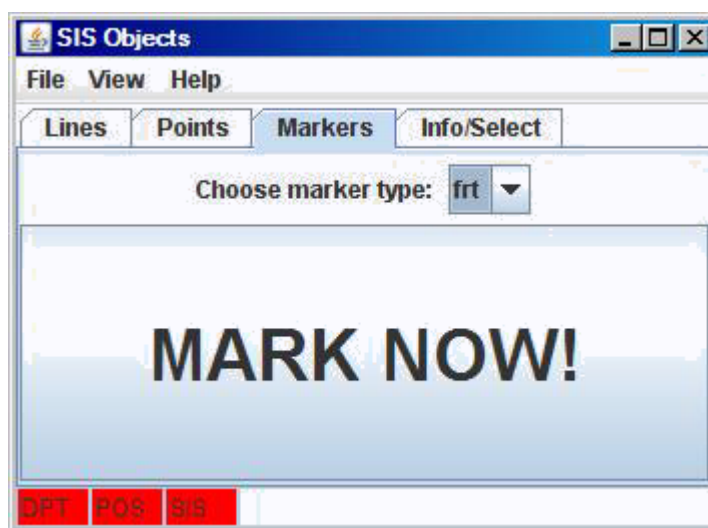 SIS Objects
File View Help
Lines Points Markers Info/Select
Choose marker type: frt
MARK NOW!
DPT POS SIS